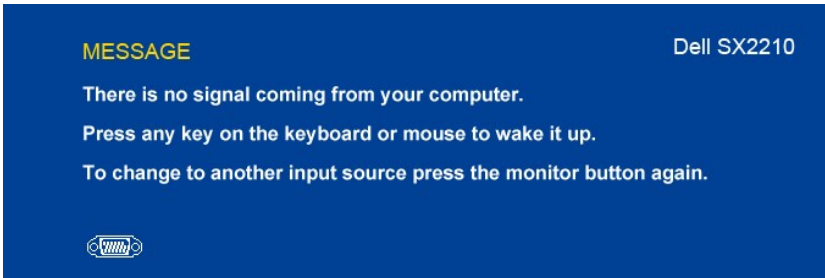 MESSAGE
Dell SX2210
There is no signal coming from your computer.
Press any key on the keyboard or mouse to wake it up.
To change to another input source press the monitor button again.